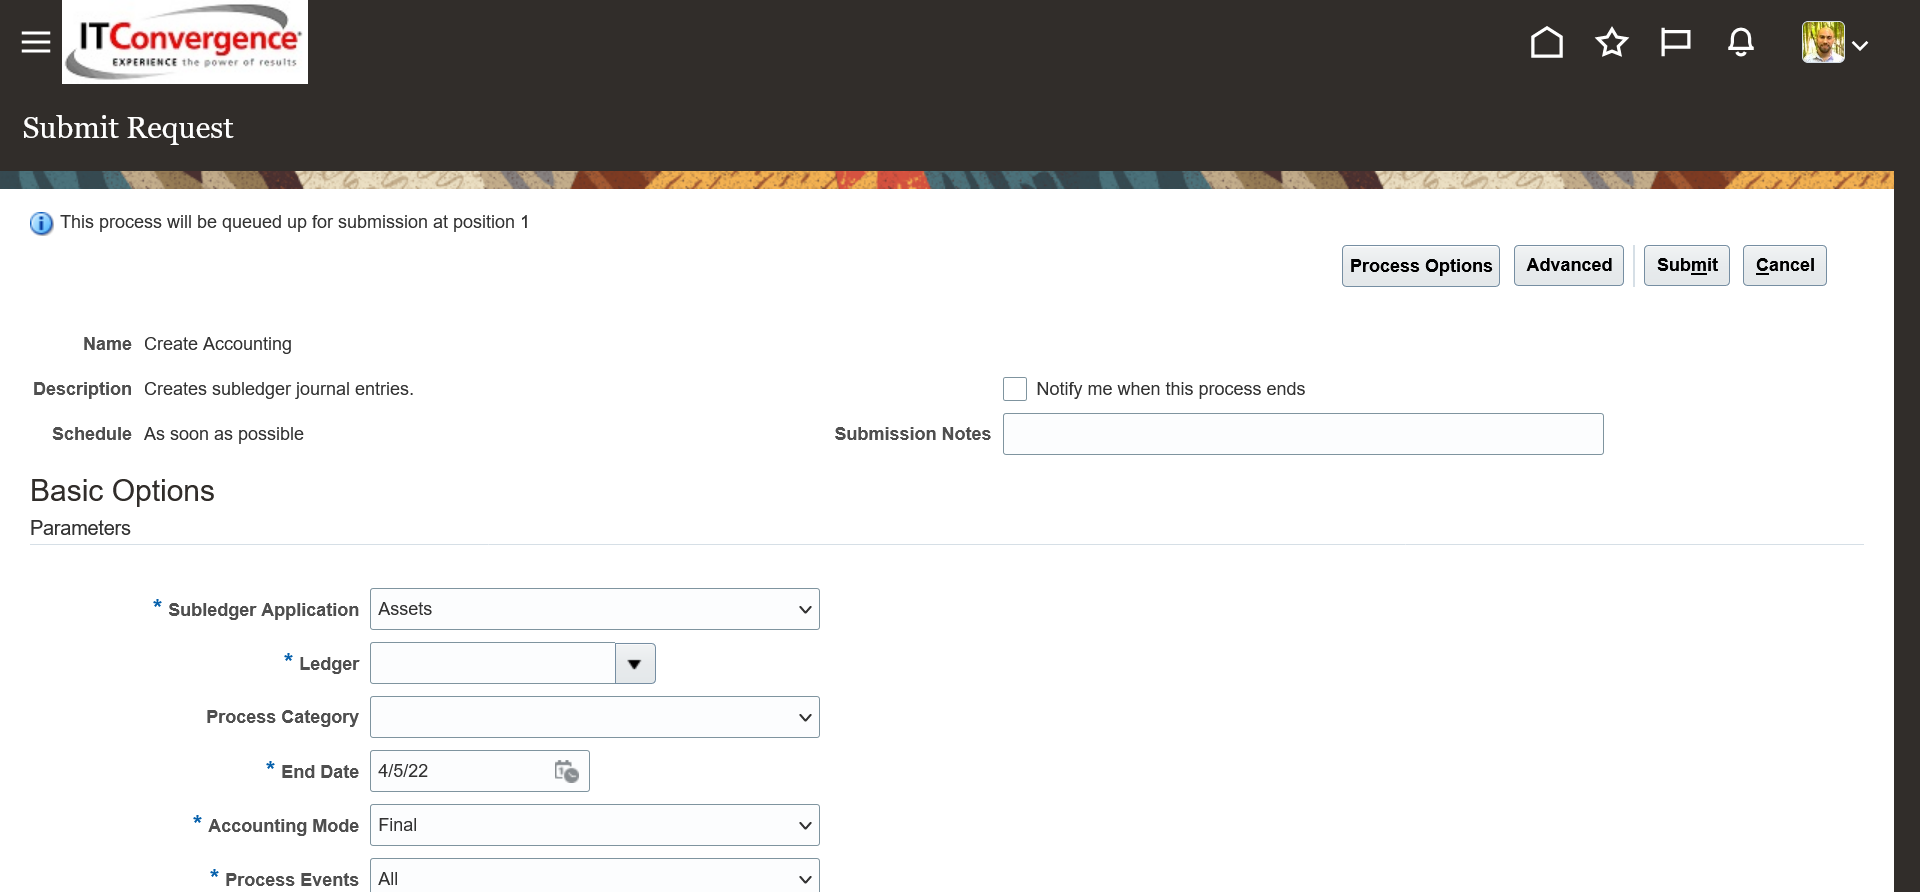 ITConvergence
EXPERIENCE the power of results
Submit Request
This process will be queued up for submission at position 1
Process Options Advanced Submit Cancel
Name Create Accounting
Description Creates subledger journal entries.
Notify me when this process ends
Schedule As soon as possible
Submission Notes
Basic Options
Parameters
* Subledger Application Assets
* Ledger
Process Category
* End Date 4/5/22
* Accounting Mode Final
* Process Events All